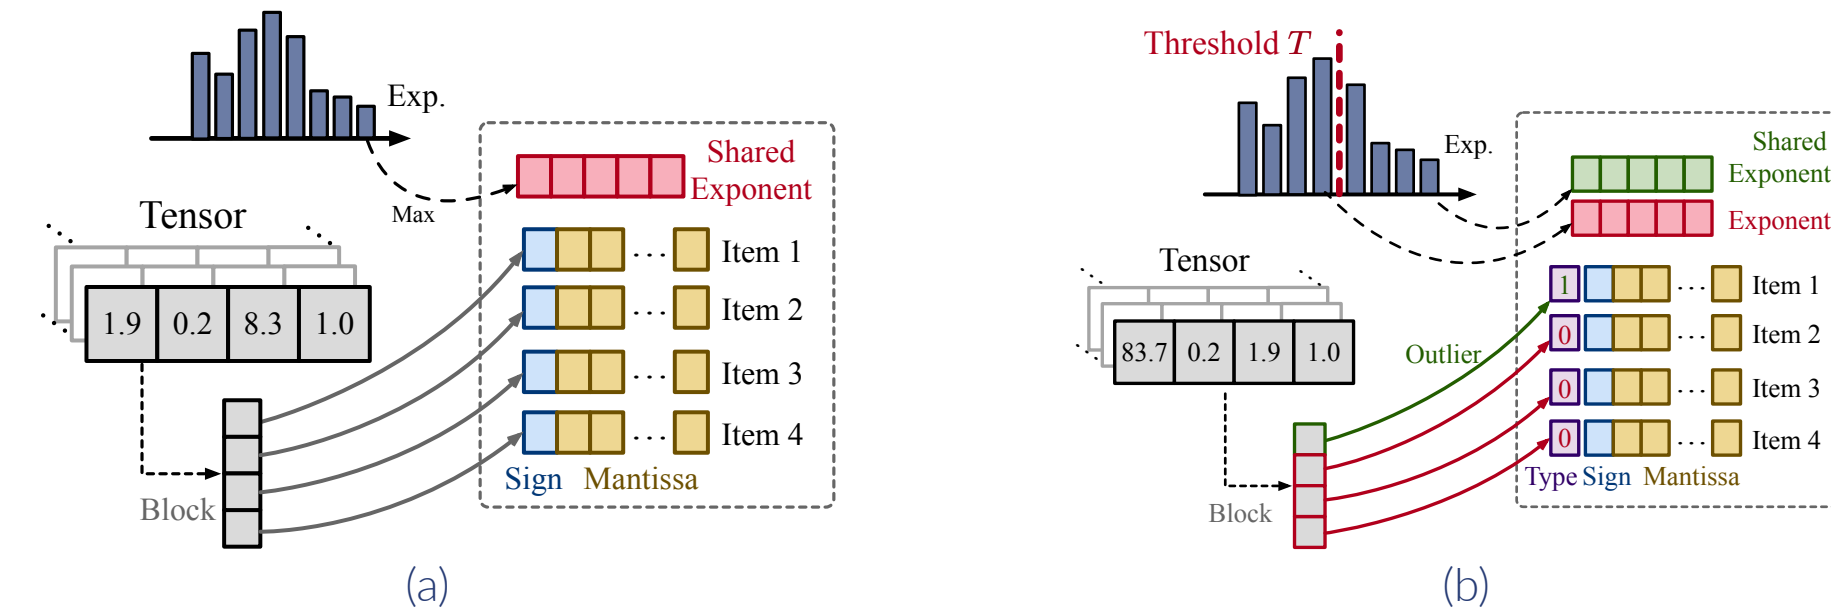 Exp.
Max
Shared
Exponent
Tensor
1.9 0.2 8.3 1.0
Item 1
Item 2
Item 3
Item 4
Sign Mantissa
Block
(a)
Threshold T
Exp.
Shared
Exponent
Exponent
Tensor
83.7 0.2 1.9 1.0
Outlier
1 Item 1
0 Item 2
0 Item 3
0 Item 4
Type Sign Mantissa
Block
(b)